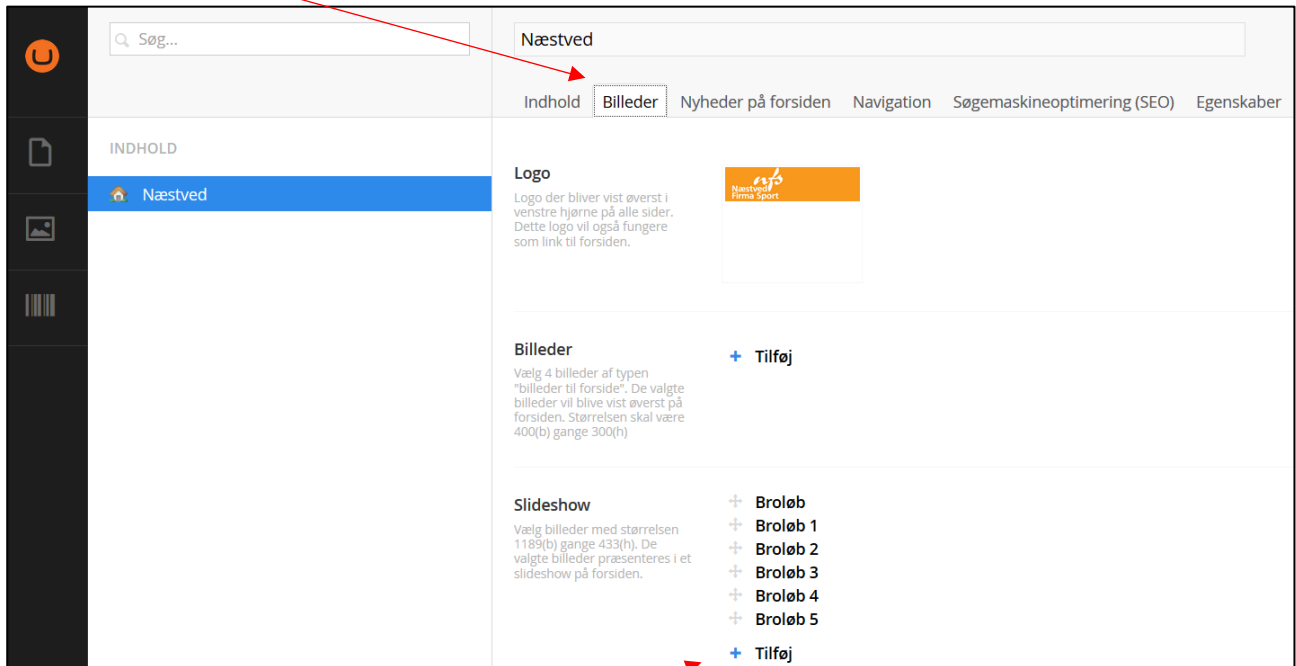 Søg...
Næstved
Indhold Billeder Nyheder på forsiden Navigation Søgemaskineoptimering (SEO) Egenskaber
INDHOLD
Næstved
Logo
Logo der bliver vist øverst i
venstre hjørne på alle sider.
Dette logo vil også fungere
som link til forsiden.
nfs
Næstved
Firma Sport
Billeder
Vælg 4 billeder af typen
"billeder til forside". De valgte
billeder vil blive vist øverst på
forsiden. Størrelsen skal være
400(b) gange 300(h)
+ Tilføj
Slideshow
Vælg billeder med størrelsen
1189(b) gange 433(h). De
valgte billeder præsenteres i et
slideshow på forsiden.
Broløb
Broløb 1
Broløb 2
Broløb 3
Broløb 4
Broløb 5
+ Tilføj